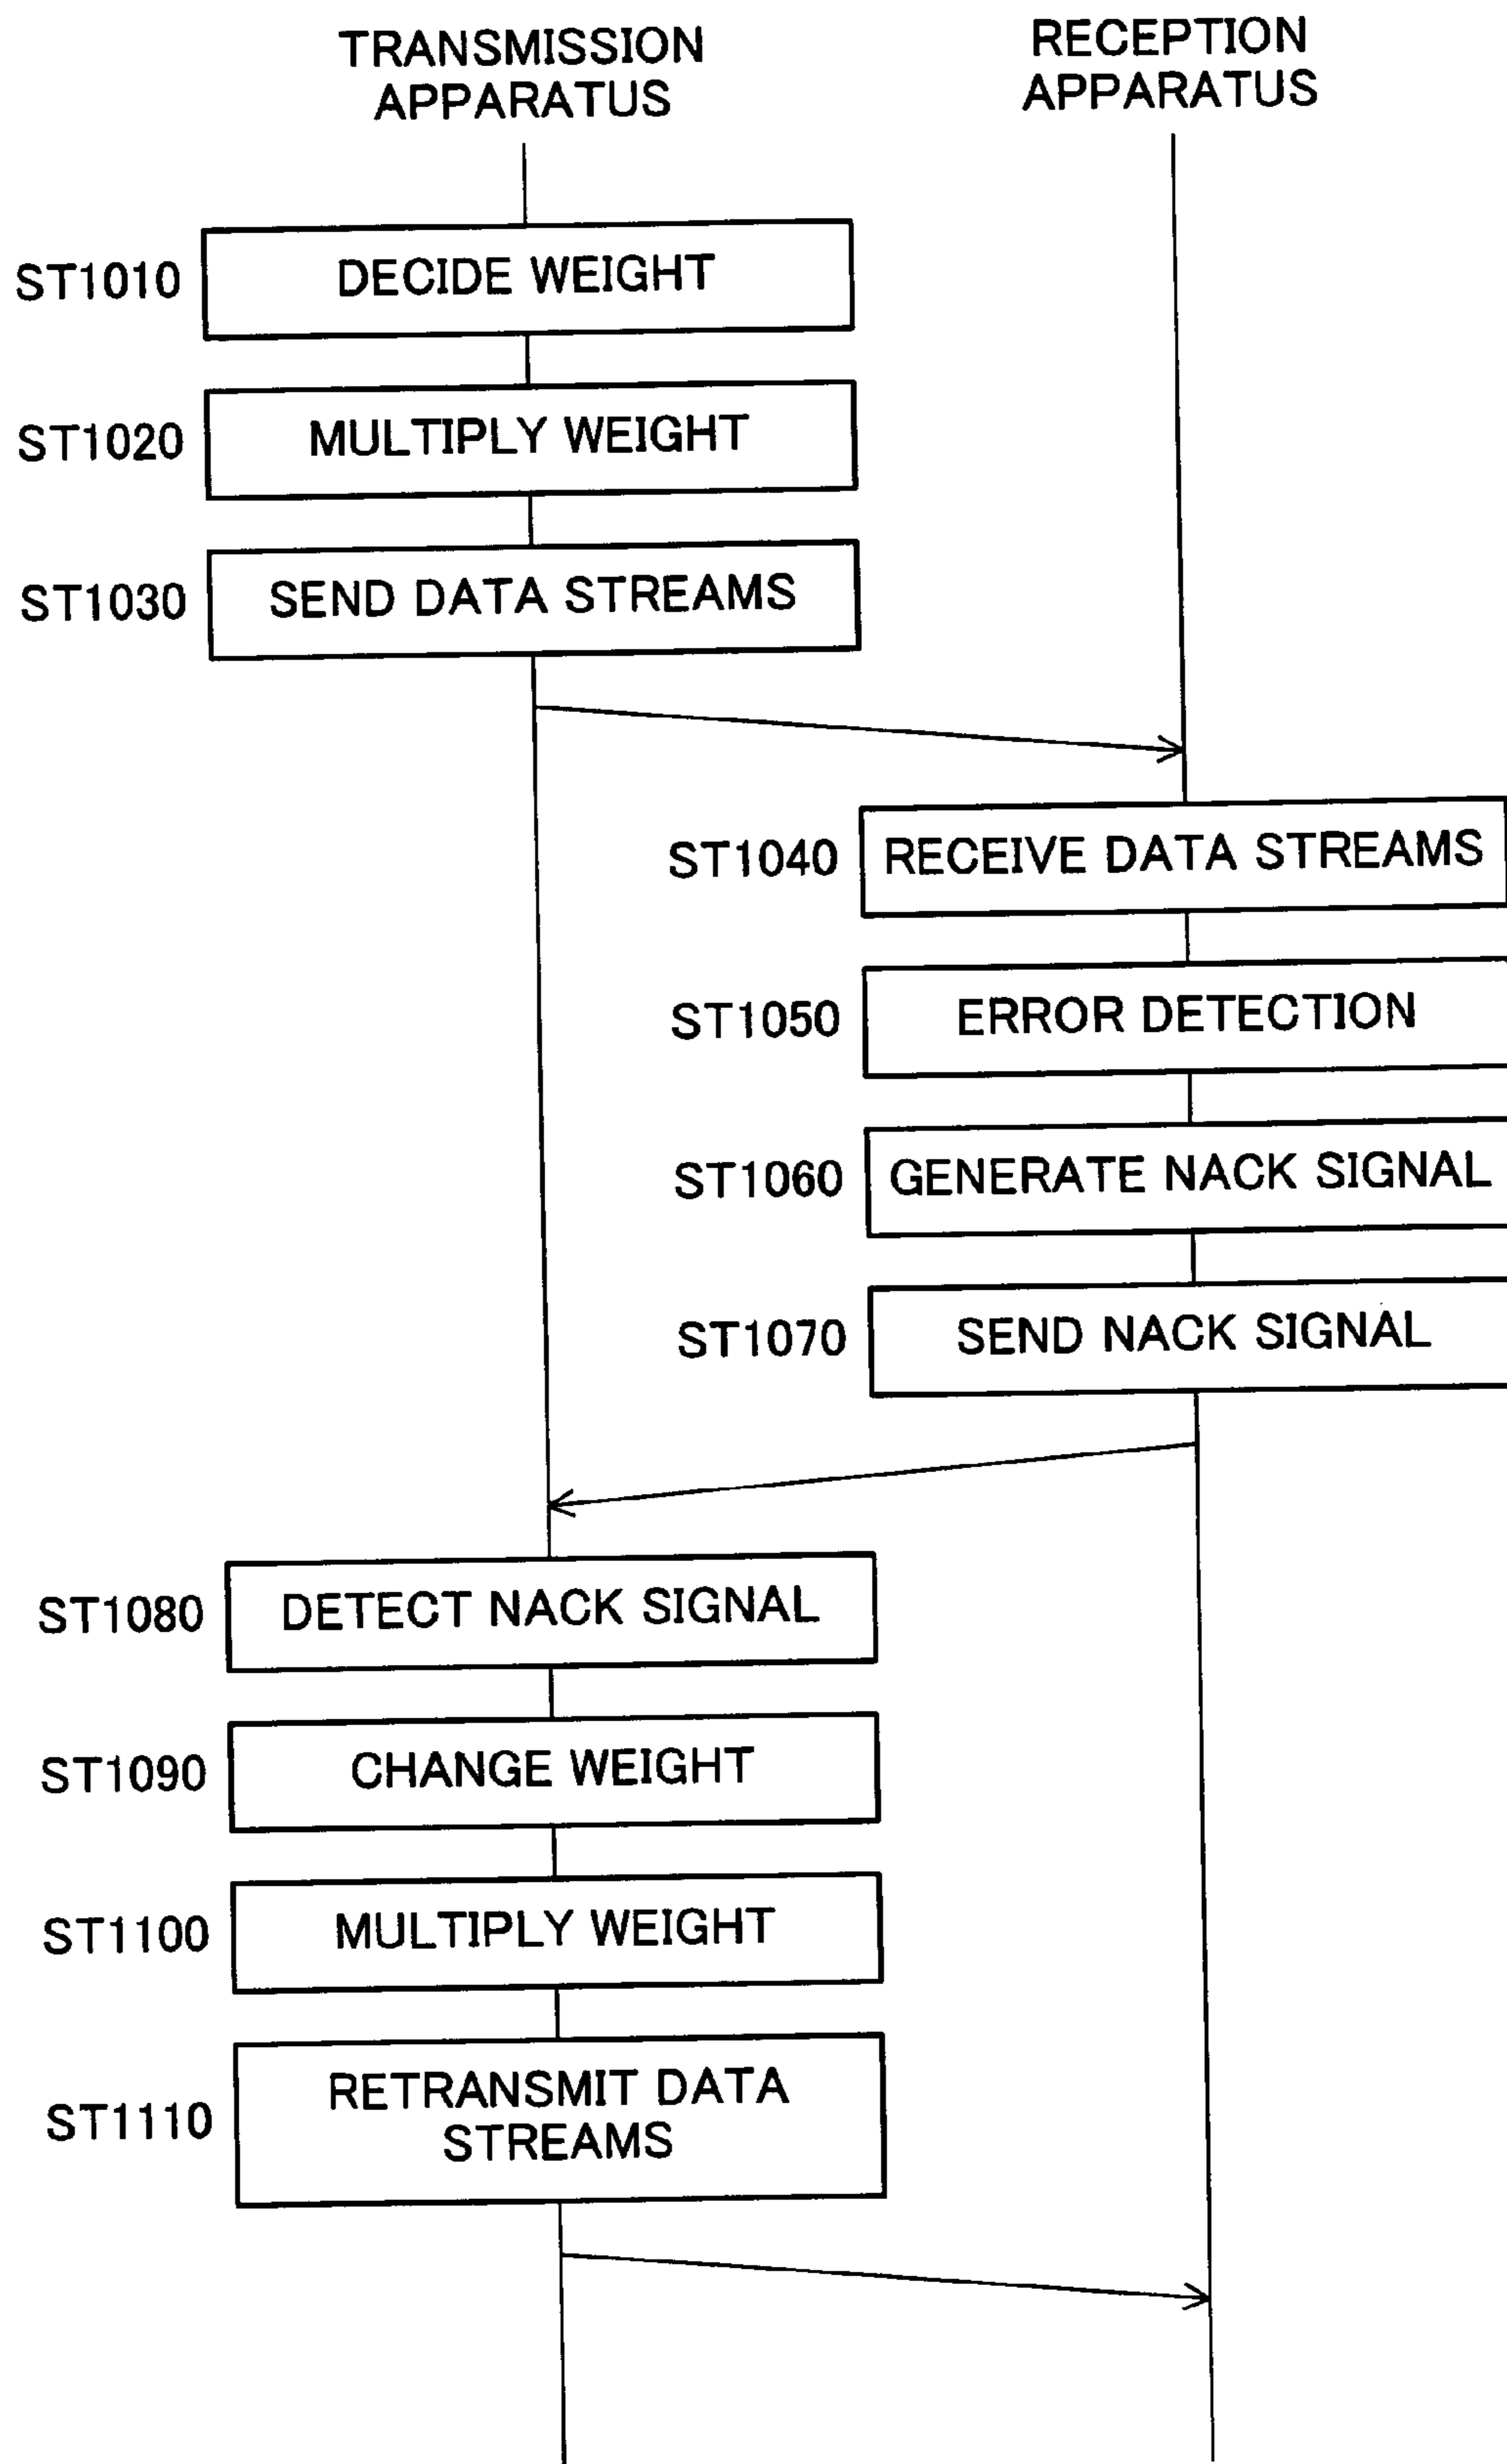 TRANSMISSION
APPARATUS
RECEPTION
APPARATUS
ST1010
DECIDE WEIGHT
ST1020
MULTIPLY WEIGHT
ST1030
SEND DATA STREAMS
ST1040
RECEIVE DATA STREAMS
ST1050
ERROR DETECTION
ST1060
GENERATE NACK SIGNAL
ST1070
SEND NACK SIGNAL
ST1080
DETECT NACK SIGNAL
ST1090
CHANGE WEIGHT
ST1100
MULTIPLY WEIGHT
ST1110
RETRANSMIT DATA
STREAMS